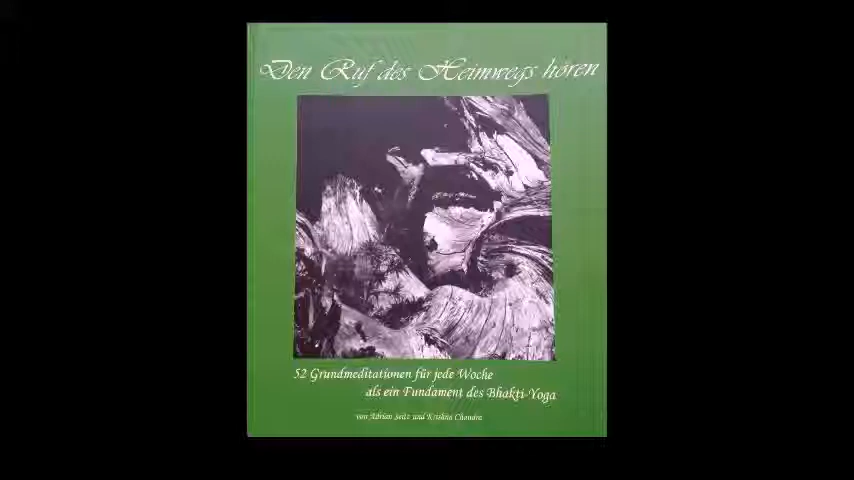 Den Ruf des Heimwegs hören
52 Grundmeditationen für jede Woche
als ein Fundament des Bhakti-Yoga
von Adrian Seitz und Krishna Chandra